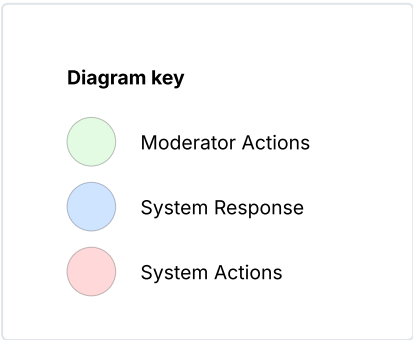 Diagram key
Moderator Actions
System Response
System Actions